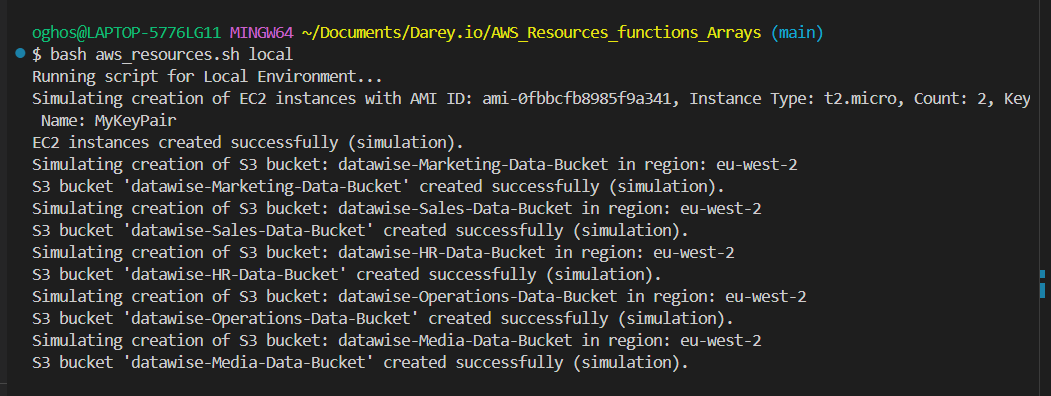 oghos@LAPTOP-5776LG11 MINGW64 ~/Documents/Darey.io/AWS_Resources_functions_Arrays (main)
$ bash aws_resources.sh local
Running script for Local Environment...
Simulating creation of EC2 instances with AMI ID: ami-0fbbcfb8985f9a341, Instance Type: t2.micro, Count: 2, Key
 Name: MyKeyPair
EC2 instances created successfully (simulation).
Simulating creation of S3 bucket: datawise-Marketing-Data-Bucket in region: eu-west-2
S3 bucket 'datawise-Marketing-Data-Bucket' created successfully (simulation).
Simulating creation of S3 bucket: datawise-Sales-Data-Bucket in region: eu-west-2
S3 bucket 'datawise-Sales-Data-Bucket' created successfully (simulation).
Simulating creation of S3 bucket: datawise-HR-Data-Bucket in region: eu-west-2
S3 bucket 'datawise-HR-Data-Bucket' created successfully (simulation).
Simulating creation of S3 bucket: datawise-Operations-Data-Bucket in region: eu-west-2
S3 bucket 'datawise-Operations-Data-Bucket' created successfully (simulation).
Simulating creation of S3 bucket: datawise-Media-Data-Bucket in region: eu-west-2
S3 bucket 'datawise-Media-Data-Bucket' created successfully (simulation).